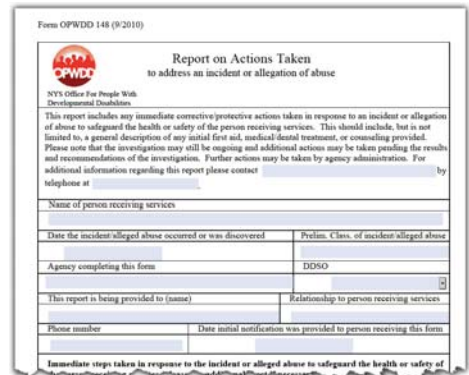 Form OPWDD 148 (9/2010)
OPWDD
NYS Office For People With
Developmental Disabilities
Report on Actions Taken
to address an incident or allegation
of abuse
This report includes any immediate corrective/protective actions taken in response to an incident or allegation
of abuse to safeguard the health or safety of the person receiving services. This should include, but is not
limited to, a general description of any initial first aid, medical/dental treatment, or counseling provided.
Please note that the investigation may still be ongoing and additional actions may be taken pending the results
and recommendations of the investigation. Further actions may be taken by agency administration. For
additional information regarding this report please contact by
telephone at .
Name of person receiving services
Date the incident/alleged abuse occurred or was discovered
Prelim. Class. of incident/alleged abuse
Agency completing this form
DDSO
This report is being provided to (name)
Relationship to person receiving services
Phone number
Date initial notification was provided to person receiving this form
Immediate steps taken in response to the incident or alleged abuse to safeguard the health or safety of